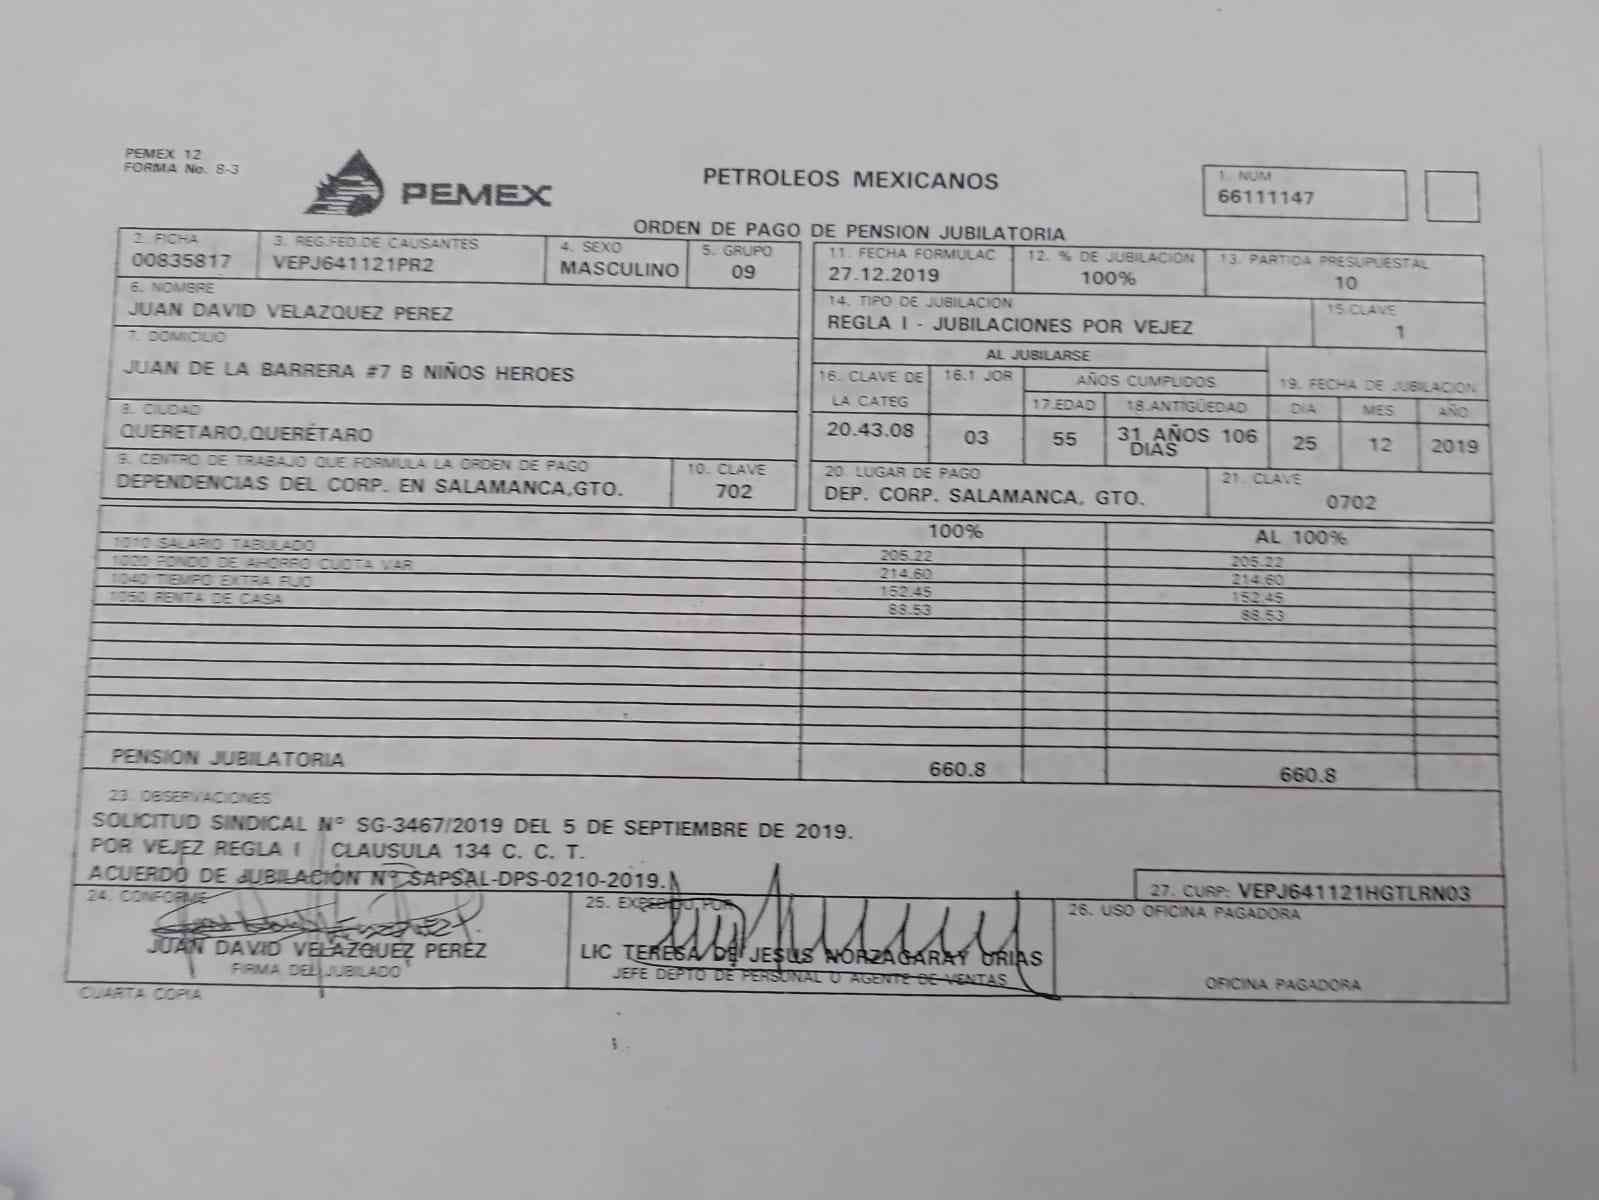 PEMEX 12
FORMA No. 8-3
PEMEX
PETROLEOS MEXICANOS
1. NUM
66111147
ORDEN DE PAGO DE PENSION JUBILATORIA
2. FICHA
00835817
3. REG.FED.DE CAUSANTES
VEPJ641121PR2
4. SEXO
MASCULINO
5. GRUPO
09
6. NOMBRE
JUAN DAVID VELAZQUEZ PEREZ
7. DOMICILIO
JUAN DE LA BARRERA #7 B NIÑOS HEROES
8. CIUDAD
QUERETARO,QUERÉTARO
9. CENTRO DE TRABAJO QUE FORMULA LA ORDEN DE PAGO
DEPENDENCIAS DEL CORP. EN SALAMANCA,GTO.
10. CLAVE
702
11. FECHA FORMULAC
27.12.2019
12. % DE JUBILACION
100%
13. PARTIDA PRESUPUESTAL
10
14. TIPO DE JUBILACION
REGLA I - JUBILACIONES POR VEJEZ
15.CLAVE
1
AL JUBILARSE
16. CLAVE DE
LA CATEG
20.43.08
16.1 JOR
03
AÑOS CUMPLIDOS
17.EDAD
55
18.ANTIGÜEDAD
31 AÑOS 106
DIAS
19. FECHA DE JUBILACION
DIA MES AÑO
25 12 2019
20. LUGAR DE PAGO
DEP. CORP. SALAMANCA, GTO.
21. CLAVE
0702
100% AL 100%
1010 SALARIO TABULADO 205.22 205.22
1020 FONDO DE AHORRO CUOTA VAR 214.60 214.60
1040 TIEMPO EXTRA FIJO 152.45 152.45
1050 RENTA DE CASA 88.53 88.53
PENSION JUBILATORIA 660.8 660.8
23. OBSERVACIONES
SOLICITUD SINDICAL N° SG-3467/2019 DEL 5 DE SEPTIEMBRE DE 2019.
POR VEJEZ REGLA I CLAUSULA 134 C. C. T.
ACUERDO DE JUBILACIÓN N° SAPSAL-DPS-0210-2019.
27. CURP: VEPJ641121HGTLRN03
24. CONFORME
JUAN DAVID VELAZQUEZ PEREZ
FIRMA DEL JUBILADO
25. EXPEDIDO POR
LIC TERESA DE JESUS NORZAGARAY URIAS
JEFE DEPTO DE PERSONAL O AGENTE DE VENTAS
26. USO OFICINA PAGADORA
OFICINA PAGADORA
CUARTA COPIA